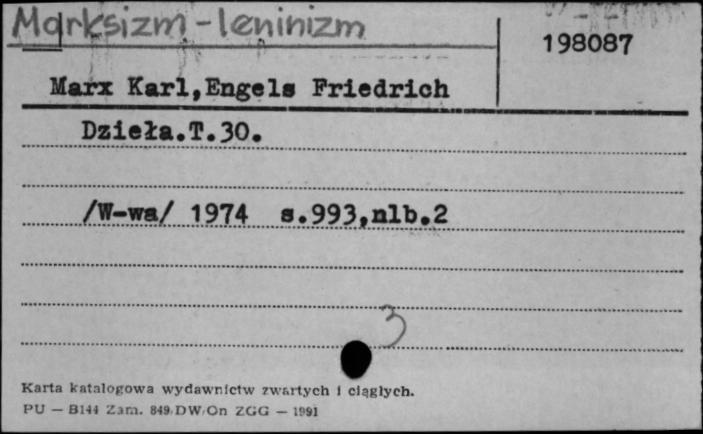 Marksizm-leninizm
198087
Marx Karl,Engels Friedrich
Dzieła.T.30.
/W-wa/ 1974 s.993,nlb.2
3
Karta katalogowa wydawnictw zwartych i ciągłych.
PU — B144 Zam. 849/DW/On ZGG — 1991